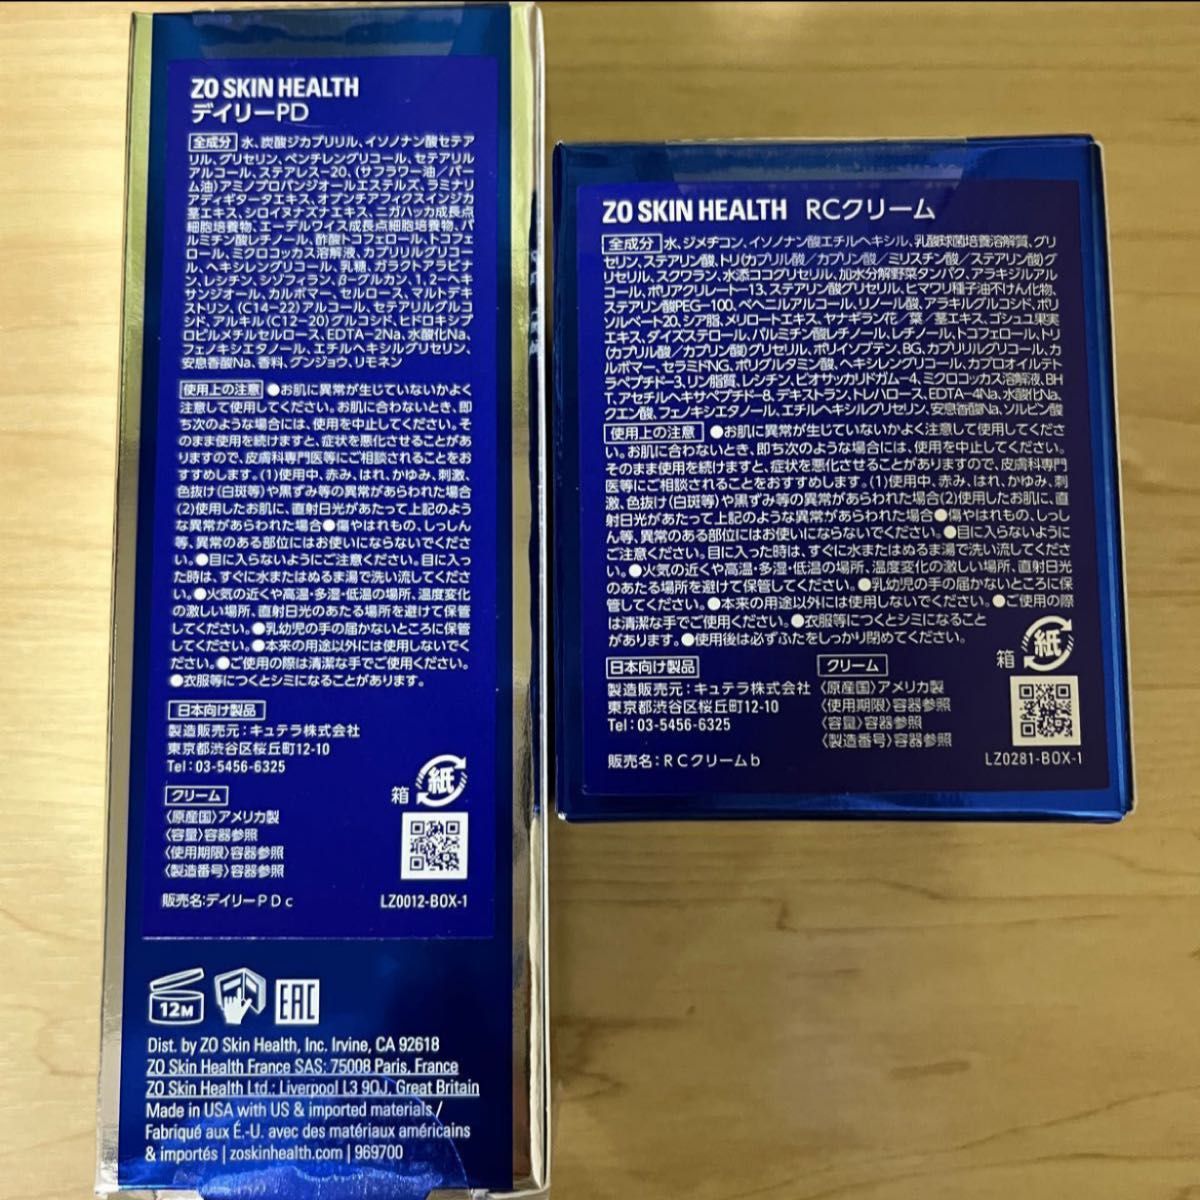 ZO SKIN HEALTH
デイリーPD
全成分 水、炭酸ジカプリリル、イソノナン酸セテア
リル、グリセリン、ペンチレングリコール、セテアリル
アルコール、ステアレス-20、(サフラワー油/パー
ム油)アミノプロパンジオールエステルズ、ラミナリ
アディギタータエキス、オプンチアフィクスインジカ
茎エキス、シロイヌナズナエキス、ニガハッカ成長点
細胞培養物、エーデルワイス成長点細胞培養物、パ
ルミチン酸レチノール、酢酸トコフェロール、トコフェ
ロール、ミクロコッカス溶解液、カプリリルグリコー
ル、ヘキシレングリコール、乳糖、ガラクトアラビナ
ン、レシチン、シゾフィラン、β-グルカン、1,2-ヘキ
サンジオール、カルボマー、セルロース、マルトデキ
ストリン、(C14-22)アルコール、セテアリルグルコ
シド、アルキル(C12-20)グルコシド、ヒドロキシプ
ロピルメチルセルロース、EDTA-2Na、水酸化Na、
フェノキシエタノール、エチルヘキシルグリセリン、
安息香酸Na、香料、グンジョウ、リモネン
使用上の注意 ●お肌に異常が生じていないかよく
注意して使用してください。お肌に合わないとき、即
ち次のような場合には、使用を中止してください。そ
のまま使用を続けますと、症状を悪化させることがあ
りますので、皮膚科専門医等にご相談されることをお
すすめします。(1)使用中、赤み、はれ、かゆみ、刺激、
色抜け(白斑等)や黒ずみ等の異常があらわれた場合
(2)使用したお肌に、直射日光があたって上記のよう
な異常があらわれた場合●傷やはれもの、しっしん
等、異常のある部位にはお使いにならないでくださ
い。●目に入らないようにご注意ください。目に入っ
た時は、すぐに水またはぬるま湯で洗い流してくださ
い。●火気の近くや高温・多湿・低温の場所、温度変化
の激しい場所、直射日光のあたる場所を避けて保管
してください。●乳幼児の手の届かないところに保管
してください。●本来の用途以外には使用しないでく
ださい。●ご使用の際は清潔な手でご使用ください。
●衣服等につくとシミになることがあります。
日本向け製品
製造販売元：キュテラ株式会社
東京都渋谷区桜丘町12-10
Tel：03-5456-6325
クリーム
箱 紙
〈原産国〉アメリカ製
〈容量〉容器参照
〈使用期限〉容器参照
〈製造番号〉容器参照
販売名：デイリーPDc
LZ0012-BOX-1
12M
EAC
Dist. by ZO Skin Health, Inc. Irvine, CA 92618
ZO Skin Health France SAS: 75008 Paris, France
ZO Skin Health Ltd.: Liverpool L3 9QJ, Great Britain
Made in USA with US & imported materials /
Fabriqué aux É.-U. avec des matériaux américains
& importés | zoskinhealth.com | 969700
ZO SKIN HEALTH RCクリーム
全成分 水、ジメチコン、イソノナン酸エチルヘキシル、乳酸球菌培養溶解質、グリ
セリン、ステアリン酸、トリ(カプリル酸/カプリン酸/ミリスチン酸/ステアリン酸)グ
リセリル、スクワラン、水添ココグリセリル、加水分解野菜タンパク、アラキジルアル
コール、ポリアクリレート-13、ステアリン酸グリセリル、ヒマワリ種子油不けん化物、
ステアリン酸PEG-100、ベヘニルアルコール、リノール酸、アラキルグルコシド、ポリ
ソルベート20、シア脂、メリロートエキス、ヤナギラン花/葉/茎エキス、ゴシュユ果実
エキス、ダイズステロール、パルミチン酸レチノール、レチノール、トコフェロール、トリ
(カプリル酸/カプリン酸)グリセリル、ポリイソブテン、BG、カプリリルグリコール、カ
ルボマー、セラミドNG、ポリグルタミン酸、ヘキシレングリコール、カプロオイルテト
ラペプチド-3、リン脂質、レシチン、ビオサッカリドガム-4、ミクロコッカス溶解液、BH
T、アセチルヘキサペプチド-8、デキストラン、トレハロース、EDTA-4Na、水酸化Na、
クエン酸、フェノキシエタノール、エチルヘキシルグリセリン、安息香酸Na、ソルビン酸
使用上の注意 ●お肌に異常が生じていないかよく注意して使用してください。
お肌に合わないとき、即ち次のような場合には、使用を中止してください。
そのまま使用を続けますと、症状を悪化させることがありますので、皮膚科専門
医等にご相談されることをおすすめします。(1)使用中、赤み、はれ、かゆみ、刺
激、色抜け(白斑等)や黒ずみ等の異常があらわれた場合(2)使用したお肌に、直
射日光があたって上記のような異常があらわれた場合●傷やはれもの、しっし
ん等、異常のある部位にはお使いにならないでください。●目に入らないように
ご注意ください。目に入った時は、すぐに水またはぬるま湯で洗い流してくださ
い。●火気の近くや高温・多湿・低温の場所、温度変化の激しい場所、直射日光
のあたる場所を避けて保管してください。●乳幼児の手の届かないところに保
管してください。●本来の用途以外には使用しないでください。●ご使用の際
は清潔な手でご使用ください。●衣服等につくとシミになること
があります。●使用後は必ずふたをしっかり閉めてください。
箱 紙
日本向け製品
製造販売元：キュテラ株式会社
東京都渋谷区桜丘町12-10
Tel：03-5456-6325
販売名：RCクリームb
クリーム
〈原産国〉アメリカ製
〈使用期限〉容器参照
〈容量〉容器参照
〈製造番号〉容器参照
LZ0281-BOX-1